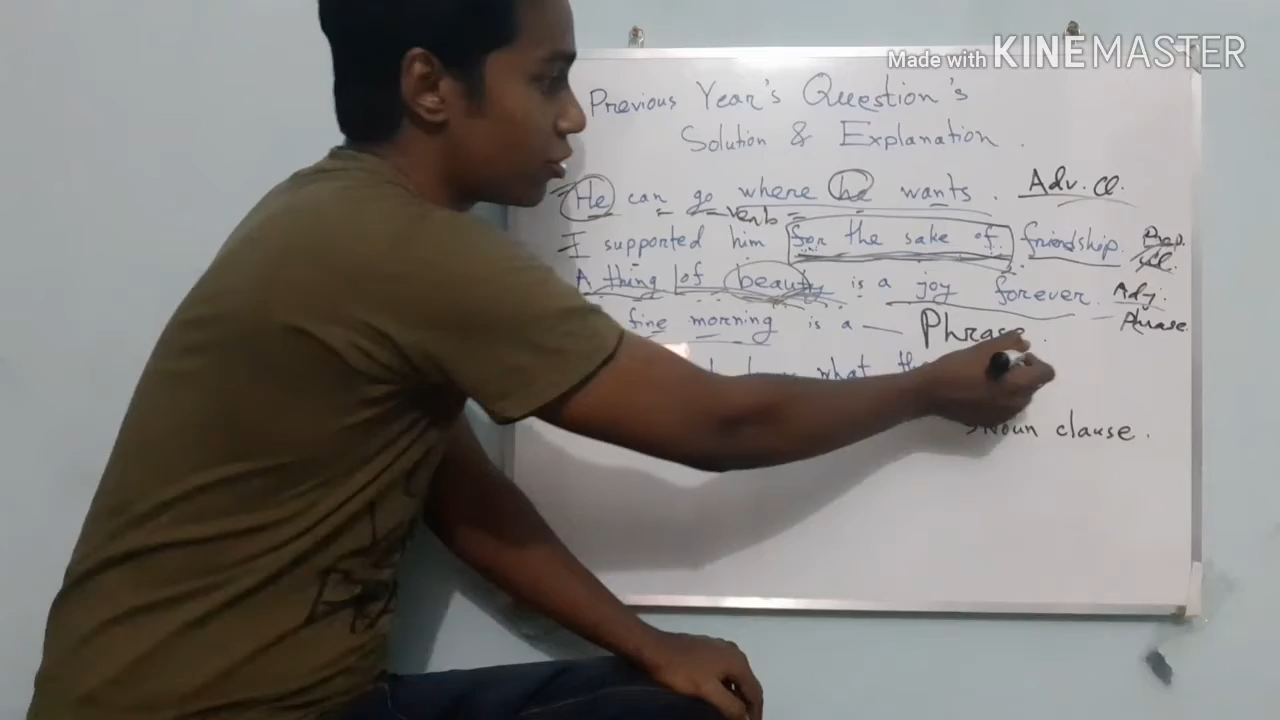 Made with KINEMASTER
Previous Year's Question's
Solution & Explanation.
He can go where he wants. Adv. Cl.
verb
I supported him for the sake of friendship. Prep.
Cl.
A thing of beauty is a joy forever. Adj.
Phrase
fine morning is a — Phrase.
what
Noun clause.